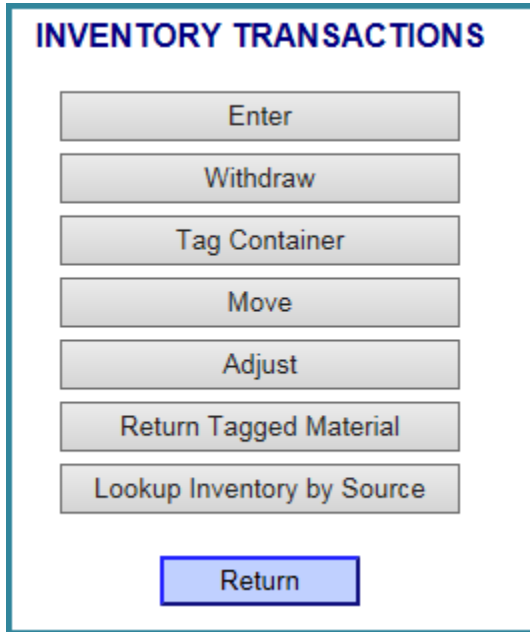 INVENTORY TRANSACTIONS
Enter
Withdraw
Tag Container
Move
Adjust
Return Tagged Material
Lookup Inventory by Source
Return